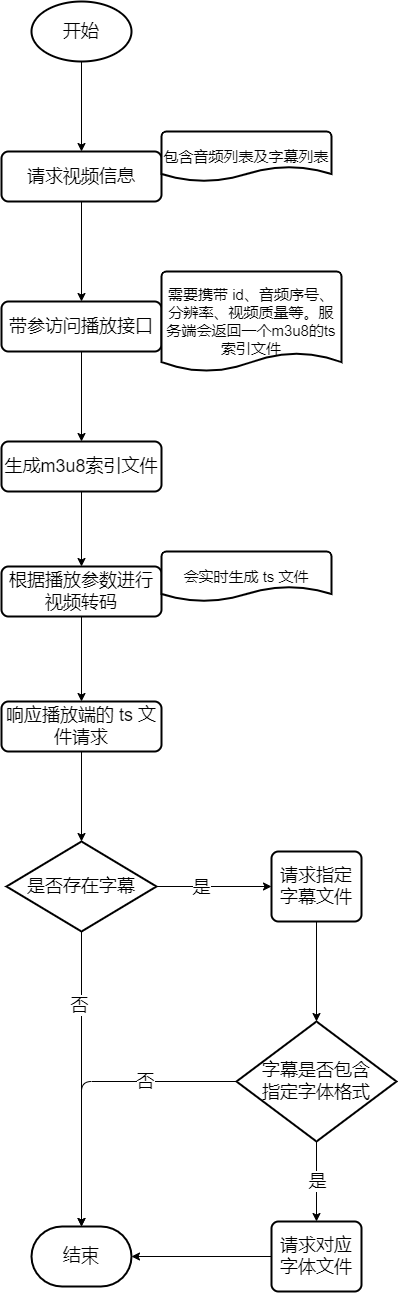 开始
请求视频信息
包含音频列表及字幕列表
带参访问播放接口
需要携带 id、音频序号、
分辨率、视频质量等。服
务端会返回一个m3u8的ts
索引文件
生成m3u8索引文件
根据播放参数进行
视频转码
会实时生成 ts 文件
响应播放端的 ts 文
件请求
是否存在字幕
是
请求指定
字幕文件
否
字幕是否包含
指定字体格式
否
是
请求对应
字体文件
结束